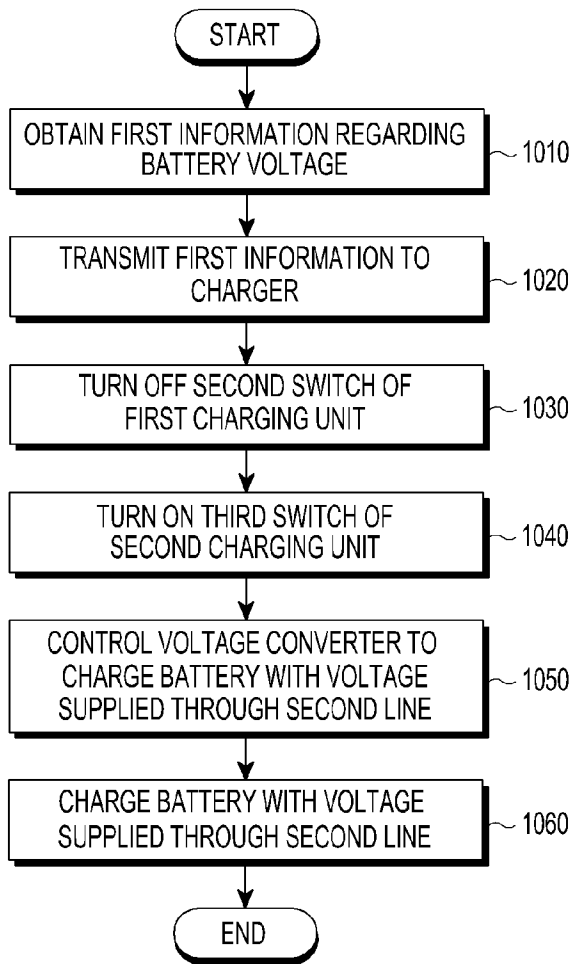 START
OBTAIN FIRST INFORMATION REGARDING
BATTERY VOLTAGE
1010
TRANSMIT FIRST INFORMATION TO
CHARGER
1020
TURN OFF SECOND SWITCH OF
FIRST CHARGING UNIT
1030
TURN ON THIRD SWITCH OF
SECOND CHARGING UNIT
1040
CONTROL VOLTAGE CONVERTER TO
CHARGE BATTERY WITH VOLTAGE
SUPPLIED THROUGH SECOND LINE
1050
CHARGE BATTERY WITH VOLTAGE
SUPPLIED THROUGH SECOND LINE
1060
END